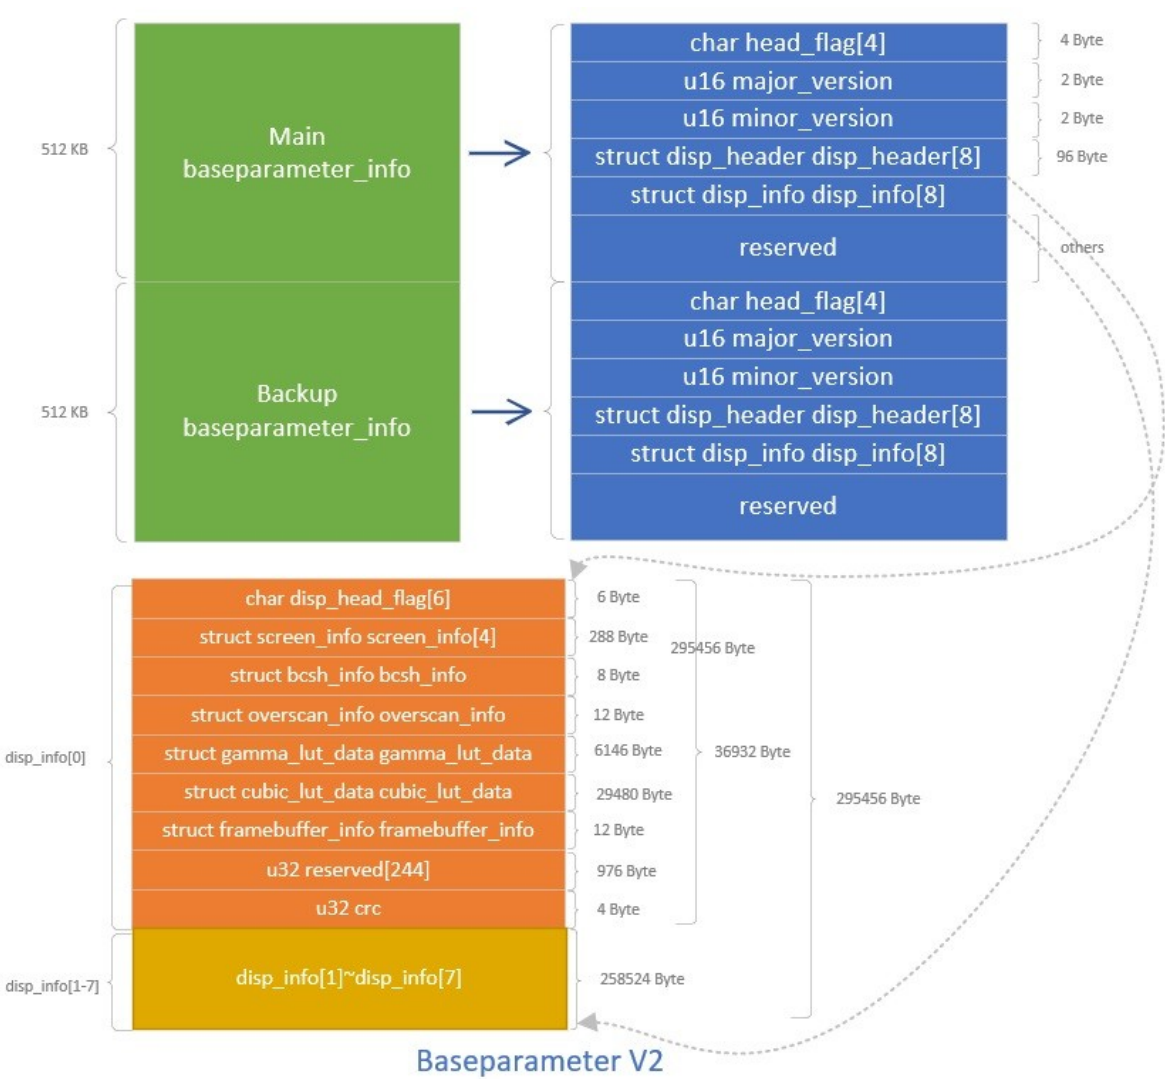 512 KB
Main
baseparameter_info
char head_flag[4]
4 Byte
u16 major_version
2 Byte
u16 minor_version
2 Byte
struct disp_header disp_header[8]
96 Byte
struct disp_info disp_info[8]
reserved
others
512 KB
Backup
baseparameter_info
char head_flag[4]
u16 major_version
u16 minor_version
struct disp_header disp_header[8]
struct disp_info disp_info[8]
reserved
disp_info[0]
char disp_head_flag[6]
6 Byte
struct screen_info screen_info[4]
288 Byte
295456 Byte
struct bcsh_info bcsh_info
8 Byte
struct overscan_info overscan_info
12 Byte
struct gamma_lut_data gamma_lut_data
6146 Byte
36932 Byte
struct cubic_lut_data cubic_lut_data
29480 Byte
295456 Byte
struct framebuffer_info framebuffer_info
12 Byte
u32 reserved[244]
976 Byte
u32 crc
4 Byte
disp_info[1-7]
disp_info[1]~disp_info[7]
258524 Byte
Baseparameter V2